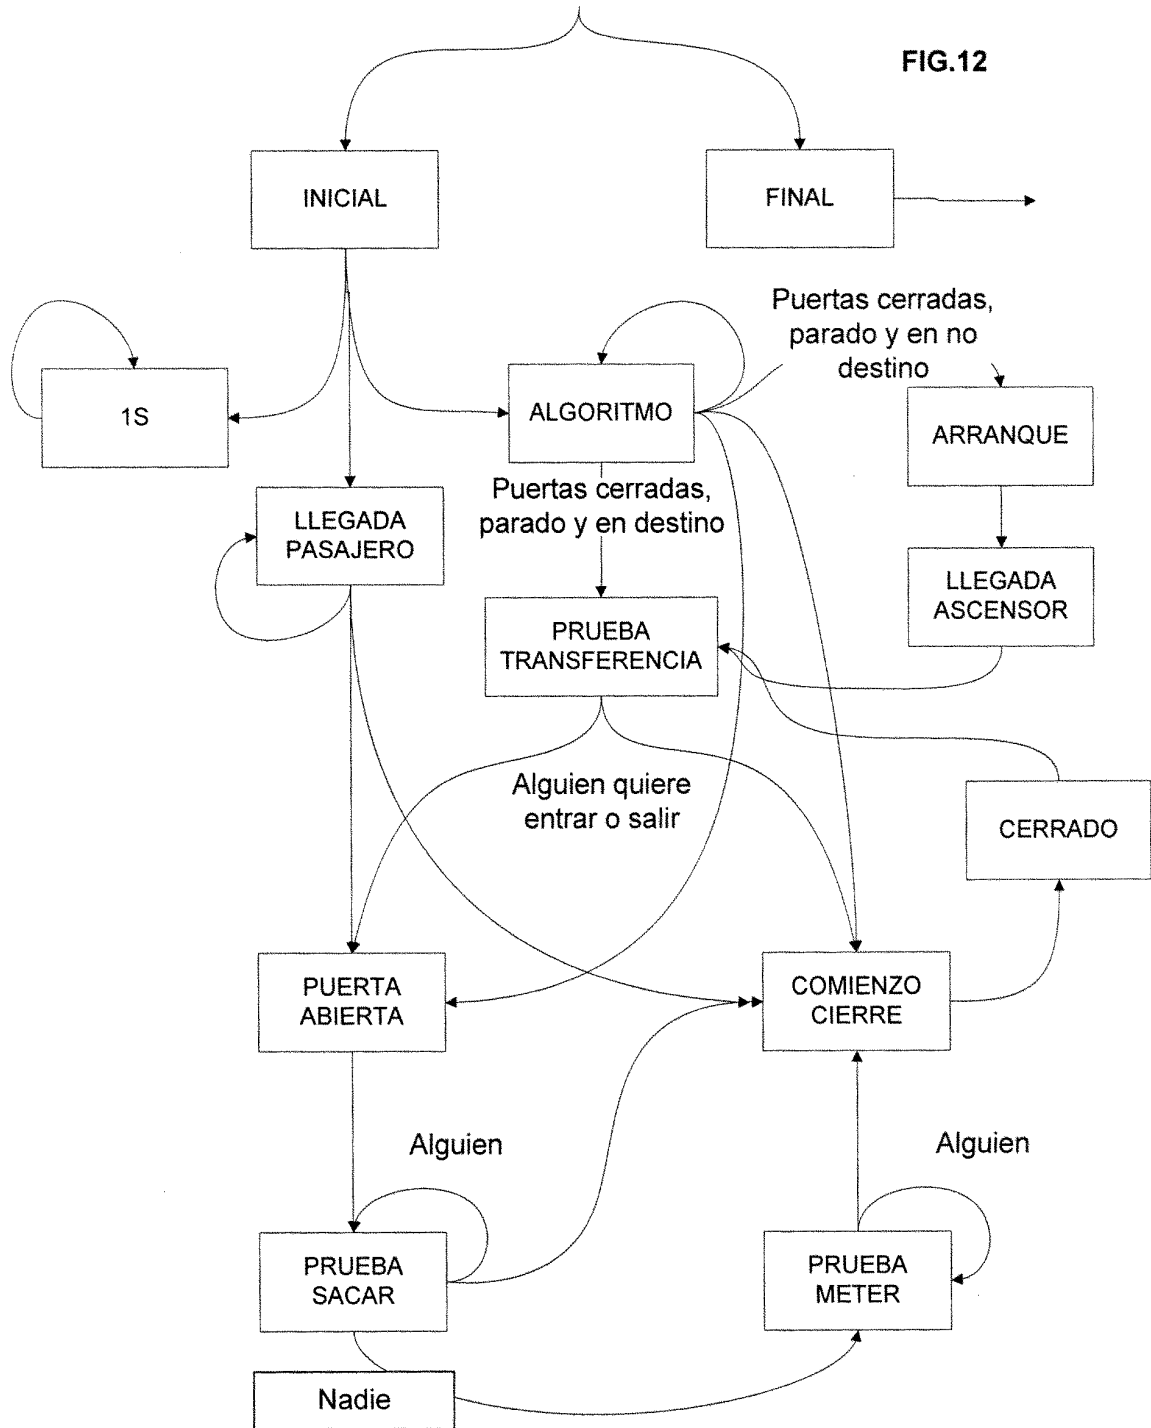 FIG.12
INICIAL
FINAL
Puertas cerradas,
parado y en no
destino
1S
ALGORITMO
ARRANQUE
Puertas cerradas,
parado y en destino
LLEGADA
PASAJERO
LLEGADA
ASCENSOR
PRUEBA
TRANSFERENCIA
Alguien quiere
entrar o salir
CERRADO
PUERTA
ABIERTA
COMIENZO
CIERRE
Alguien
Alguien
PRUEBA
SACAR
PRUEBA
METER
Nadie